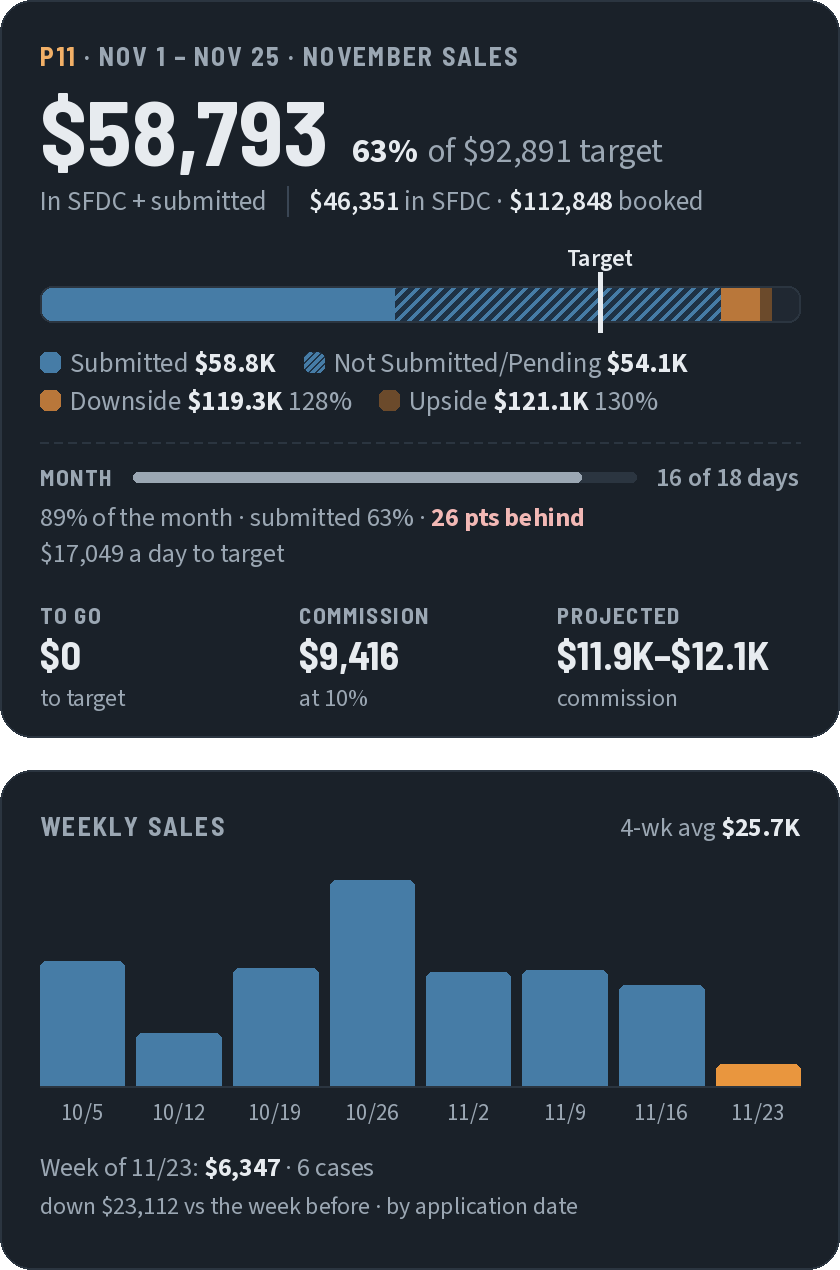 P11 · NOV 1 – NOV 25 · NOVEMBER SALES
$58,793 63% of $92,891 target
In SFDC + submitted $46,351 in SFDC · $112,848 booked
Target
Submitted $58.8K Not Submitted/Pending $54.1K
Downside $119.3K 128% Upside $121.1K 130%
MONTH 16 of 18 days
89% of the month · submitted 63% · 26 pts behind
$17,049 a day to target
TO GO COMMISSION PROJECTED
$0 $9,416 $11.9K–$12.1K
to target at 10% commission
WEEKLY SALES 4-wk avg $25.7K
10/5 10/12 10/19 10/26 11/2 11/9 11/16 11/23
Week of 11/23: $6,347 · 6 cases
down $23,112 vs the week before · by application date